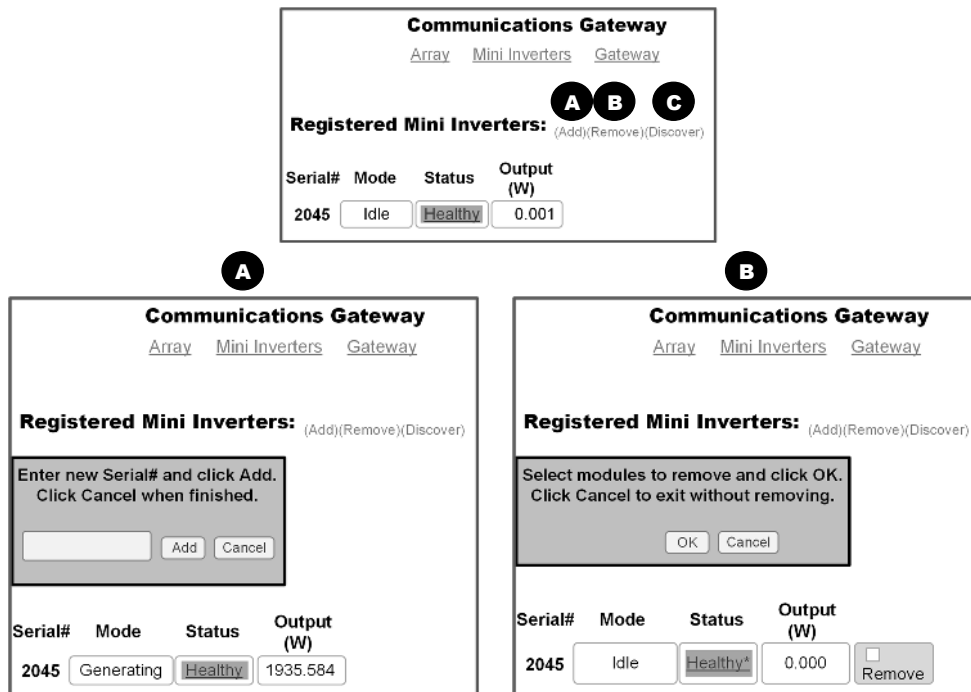 Communications Gateway
Array Mini Inverters Gateway
A B C
Registered Mini Inverters: (Add)(Remove)(Discover)
Serial# Mode Status Output (W)
2045 Idle Healthy 0.001
A
Communications Gateway
Array Mini Inverters Gateway
Registered Mini Inverters: (Add)(Remove)(Discover)
Enter new Serial# and click Add.
Click Cancel when finished.
Add Cancel
Serial# Mode Status Output (W)
2045 Generating Healthy 1935.584
B
Communications Gateway
Array Mini Inverters Gateway
Registered Mini Inverters: (Add)(Remove)(Discover)
Select modules to remove and click OK.
Click Cancel to exit without removing.
OK Cancel
Serial# Mode Status Output (W)
2045 Idle Healthy* 0.000 Remove